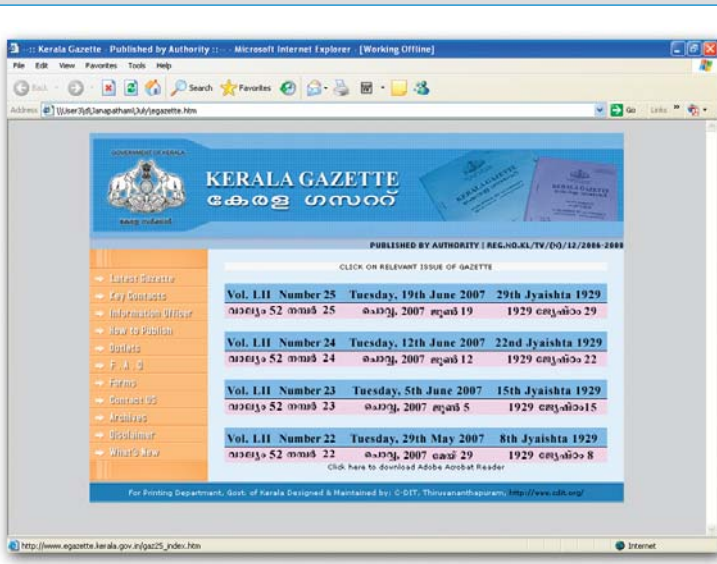 -:: Kerala Gazette - Published by Authority ::- - Microsoft Internet Explorer - [Working Offline]
File Edit View Favorites Tools Help
Back Search Favorites
Address \\User3\d\Janapatham\July\egazette.htm Go Links »
GOVERNMENT OF KERALA
KERALA GAZETTE
കേരള ഗസറ്റ്
കേരള സർക്കാർ
PUBLISHED BY AUTHORITY | REG.NO.KL/TV/(N)/12/2006-2008
CLICK ON RELEVANT ISSUE OF GAZETTE
Latest Gazette
Key Contacts
Information Officer
How to Publish
Outlets
F . A . Q
Forms
Contact US
Archives
Disclaimer
What's New
Vol. LII Number 25 Tuesday, 19th June 2007 29th Jyaishta 1929
വാല്യം 52 നമ്പർ 25 ചൊവ്വ, 2007 ജൂൺ 19 1929 ജ്യേഷ്ഠം 29
Vol. LII Number 24 Tuesday, 12th June 2007 22nd Jyaishta 1929
വാല്യം 52 നമ്പർ 24 ചൊവ്വ, 2007 ജൂൺ 12 1929 ജ്യേഷ്ഠം 22
Vol. LII Number 23 Tuesday, 5th June 2007 15th Jyaishta 1929
വാല്യം 52 നമ്പർ 23 ചൊവ്വ, 2007 ജൂൺ 5 1929 ജ്യേഷ്ഠം15
Vol. LII Number 22 Tuesday, 29th May 2007 8th Jyaishta 1929
വാല്യം 52 നമ്പർ 22 ചൊവ്വ, 2007 മേയ് 29 1929 ജ്യേഷ്ഠം 8
Click here to download Adobe Acrobat Reader
For Printing Department, Govt. of Kerala Designed & Maintained by: C-DIT, Thiruvananthapuram, http://www.cdit.org/
http://www.egazette.kerala.gov.in/gaz25_index.htm Internet